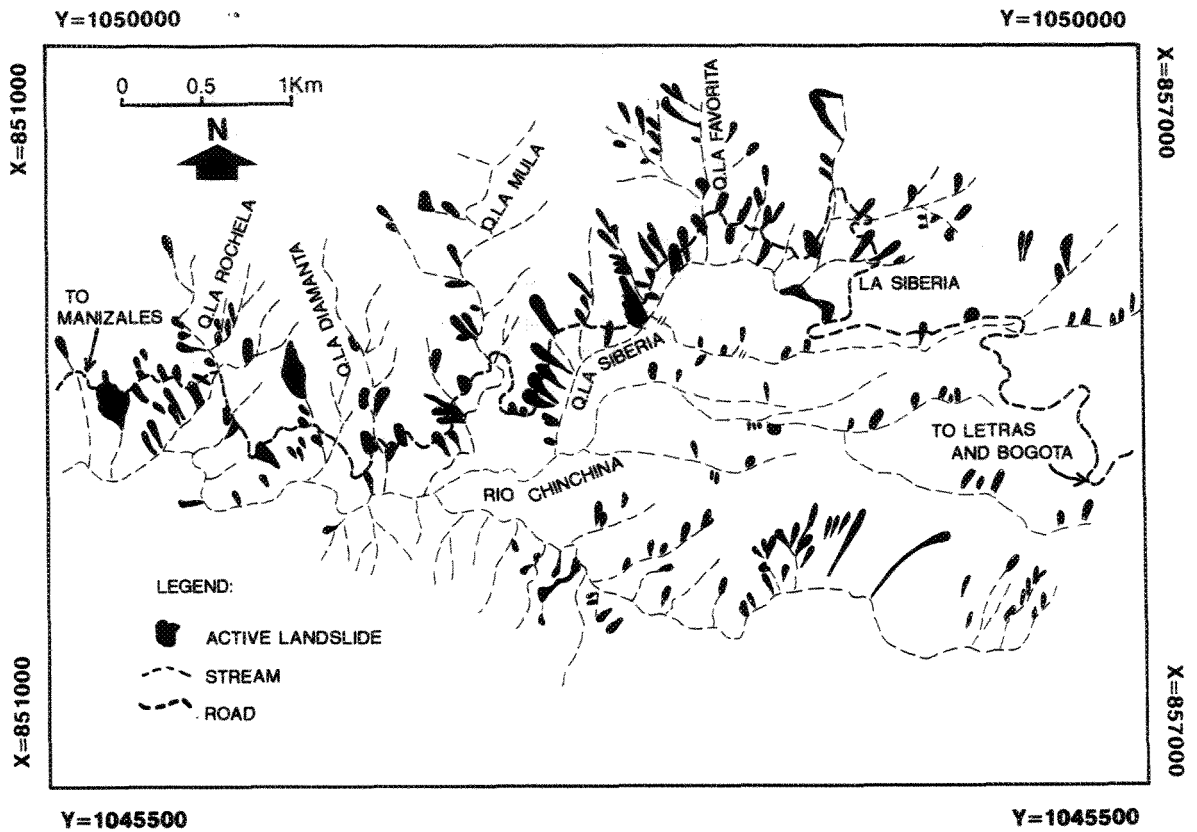 Y=1050000
Y=1050000
X=851000
X=857000
0 0.5 1Km
N
Q.LA FAVORITA
Q.LA MULA
Q.LA ROCHELA
Q.LA DIAMANTA
TO
MANIZALES
LA SIBERIA
Q.LA SIBERIA
TO LETRAS
AND BOGOTA
RIO CHINCHINA
LEGEND:
ACTIVE LANDSLIDE
STREAM
ROAD
X=851000
X=857000
Y=1045500
Y=1045500